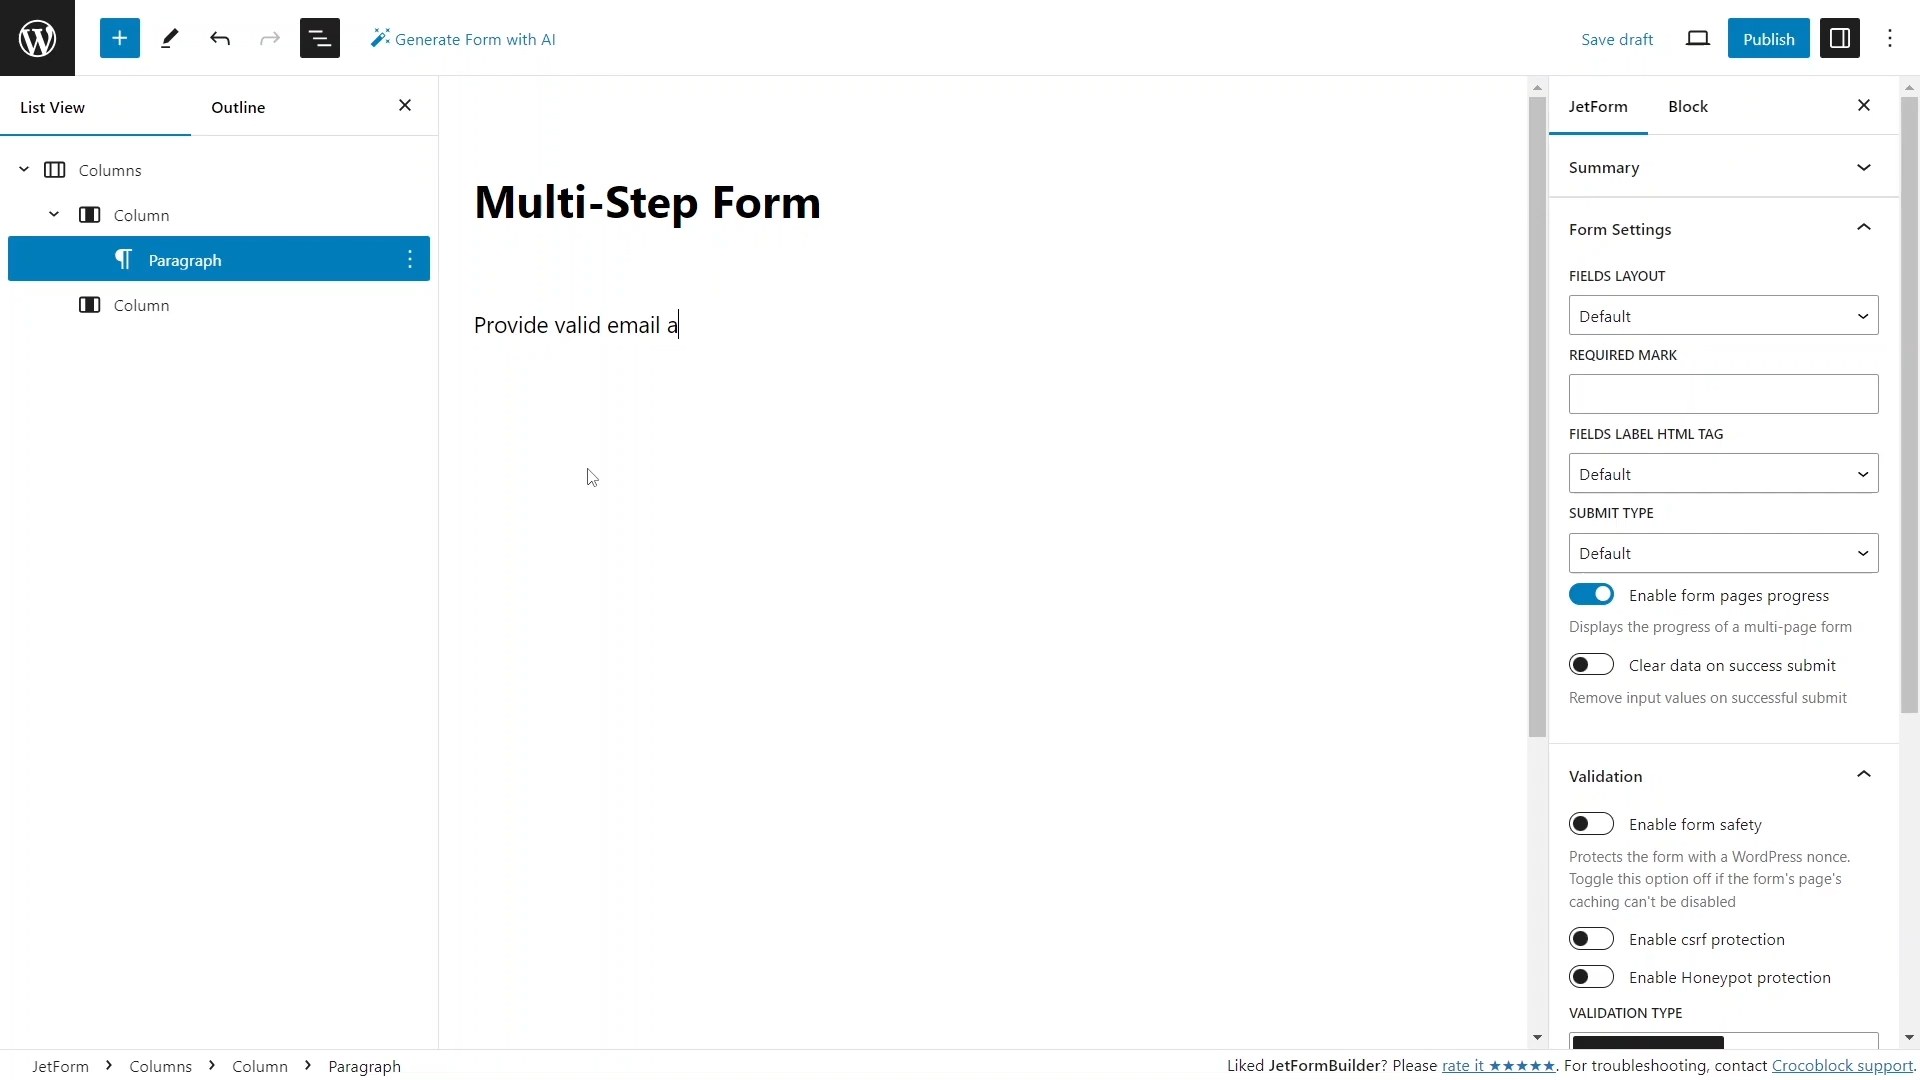 Generate Form with AI
Save draft
Publish
List View
Outline
Columns
Column
Paragraph
Column
Multi-Step Form
Provide valid email a
JetForm
Block
Summary
Form Settings
FIELDS LAYOUT
Default
REQUIRED MARK
FIELDS LABEL HTML TAG
Default
SUBMIT TYPE
Default
Enable form pages progress
Displays the progress of a multi-page form
Clear data on success submit
Remove input values on successful submit
Validation
Enable form safety
Protects the form with a WordPress nonce.
Toggle this option off if the form's page's
caching can't be disabled
Enable csrf protection
Enable Honeypot protection
VALIDATION TYPE
JetForm > Columns > Column > Paragraph
Liked JetFormBuilder? Please rate it ★★★★★. For troubleshooting, contact Crocoblock support.